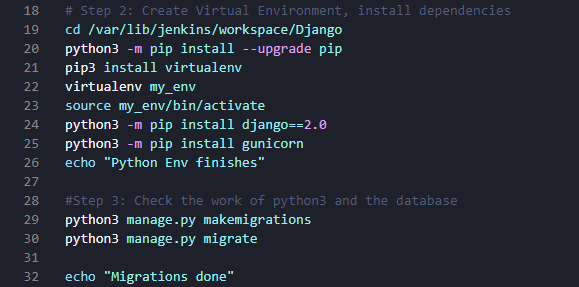 18 # Step 2: Create Virtual Environment, install dependencies
19 cd /var/lib/jenkins/workspace/Django
20 python3 -m pip install --upgrade pip
21 pip3 install virtualenv
22 virtualenv my_env
23 source my_env/bin/activate
24 python3 -m pip install django==2.0
25 python3 -m pip install gunicorn
26 echo "Python Env finishes"
27
28 #Step 3: Check the work of python3 and the database
29 python3 manage.py makemigrations
30 python3 manage.py migrate
31
32 echo "Migrations done"